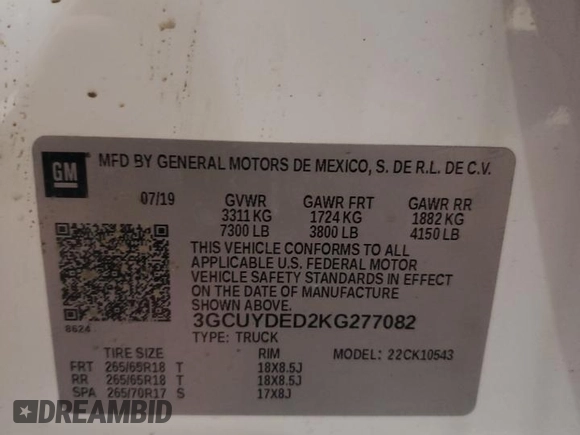 GM
MFD BY GENERAL MOTORS DE MEXICO, S. DE R.L. DE C.V.
07/19 GVWR GAWR FRT GAWR RR
3311 KG 1724 KG 1882 KG
7300 LB 3800 LB 4150 LB
THIS VEHICLE CONFORMS TO ALL
APPLICABLE U.S. FEDERAL MOTOR
VEHICLE SAFETY STANDARDS IN EFFECT
ON THE DATE OF MANUFACTURE
SHOWN ABOVE.
8624 3GCUYDED2KG277082
TYPE: TRUCK
TIRE SIZE RIM MODEL: 22CK10543
FRT 265/65R18 T 18X8.5J
RR 265/65R18 T 18X8.5J
SPA 265/70R17 S 17X8J
DREAMBID